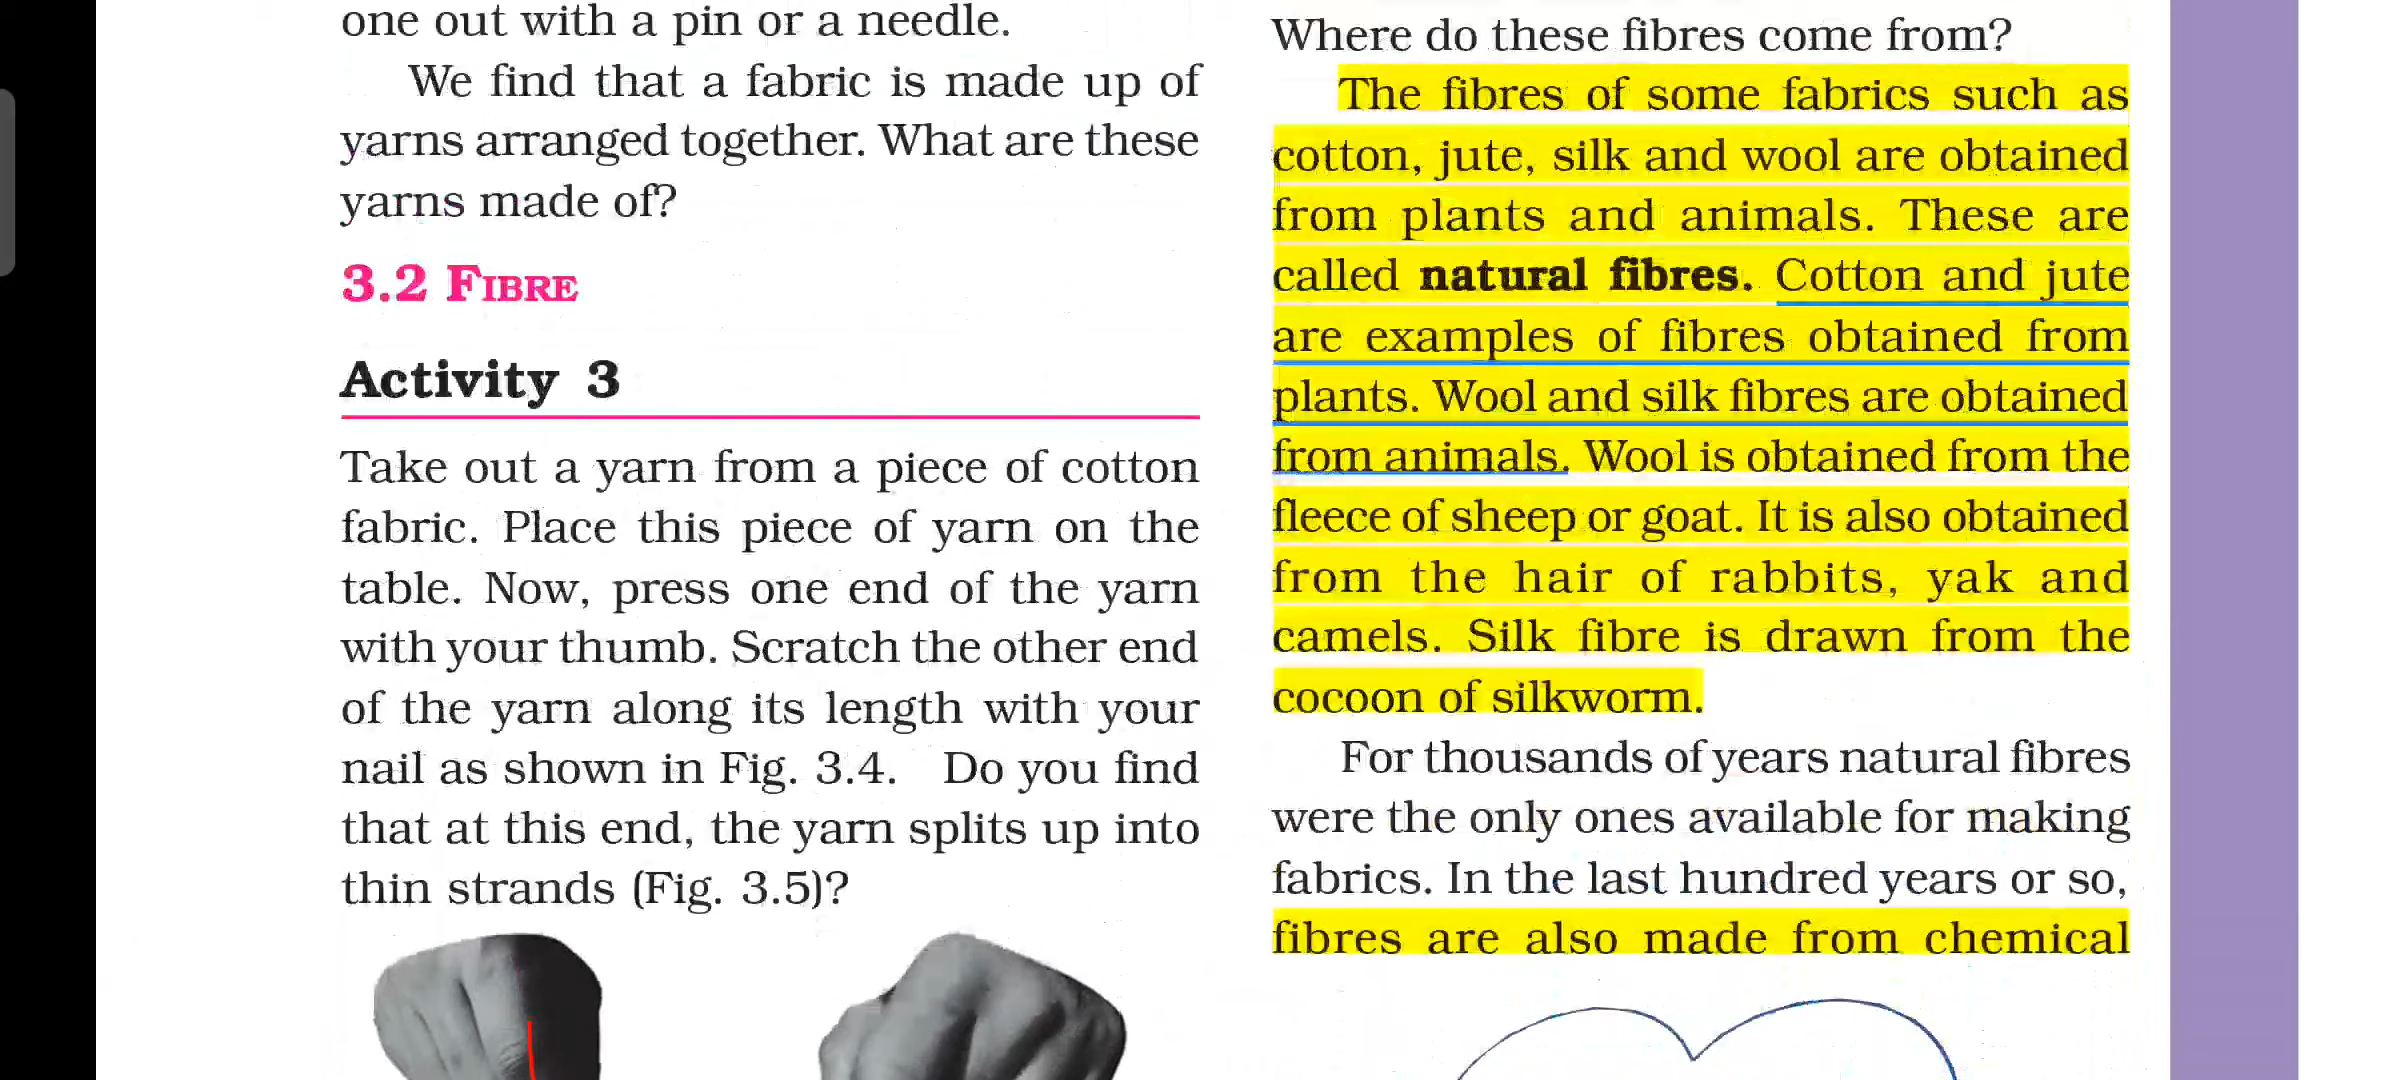 one out with a pin or a needle.
We find that a fabric is made up of
yarns arranged together. What are these
yarns made of?
3.2 FIBRE
Activity 3
Take out a yarn from a piece of cotton
fabric. Place this piece of yarn on the
table. Now, press one end of the yarn
with your thumb. Scratch the other end
of the yarn along its length with your
nail as shown in Fig. 3.4. Do you find
that at this end, the yarn splits up into
thin strands (Fig. 3.5)?
Where do these fibres come from?
The fibres of some fabrics such as
cotton, jute, silk and wool are obtained
from plants and animals. These are
called natural fibres. Cotton and jute
are examples of fibres obtained from
plants. Wool and silk fibres are obtained
from animals. Wool is obtained from the
fleece of sheep or goat. It is also obtained
from the hair of rabbits, yak and
camels. Silk fibre is drawn from the
cocoon of silkworm.
For thousands of years natural fibres
were the only ones available for making
fabrics. In the last hundred years or so,
fibres are also made from chemical